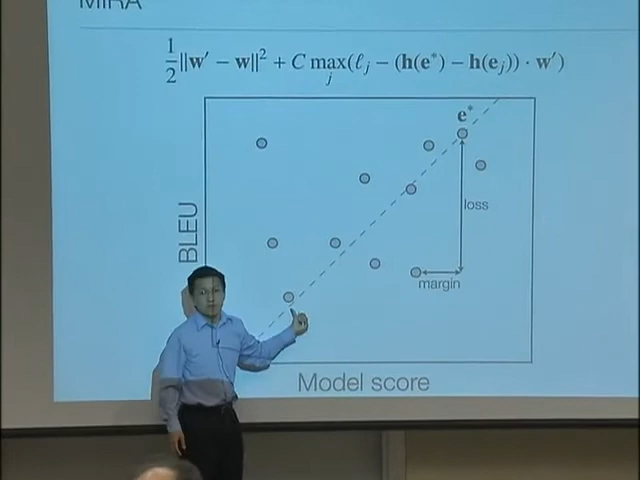 MIRA
½||w′ − w||² + C max_j(ℓ_j − (h(e*) − h(e_j)) · w′)
e*
loss
BLEU
margin
Model score